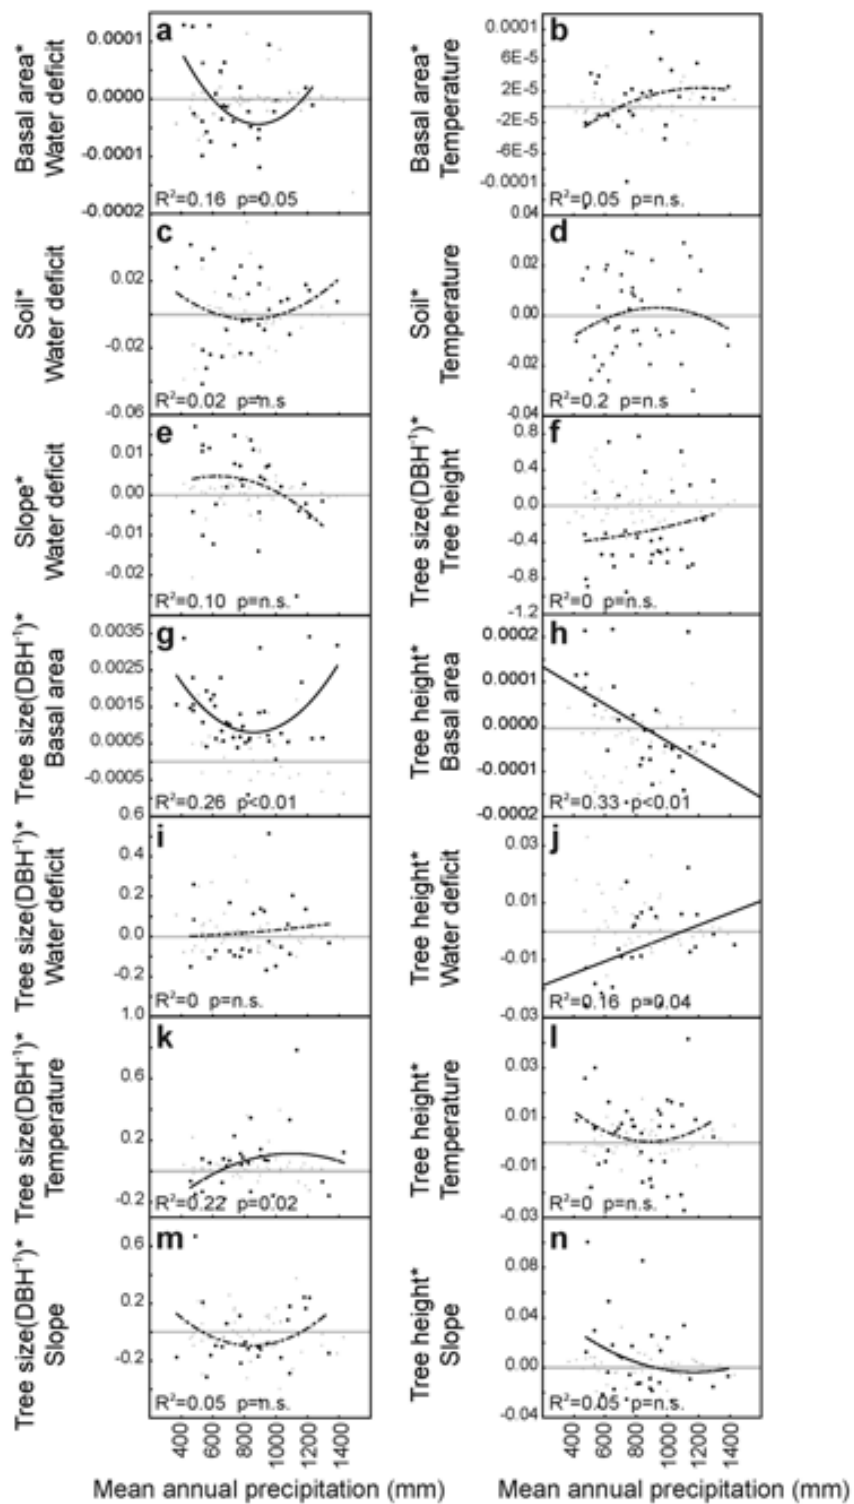 a
Basal area*
Water deficit
0.0001
0.0000
-0.0001
-0.0002
R²=0.16 p=0.05
b
Basal area*
Temperature
0.0001
6E-5
2E-5
-2E-5
-6E-5
-0.0001
R²=0.05 p=n.s.
c
Soil*
Water deficit
0.02
-0.02
-0.06
R²=0.02 p=n.s
d
Soil*
Temperature
0.04
0.02
0.00
-0.02
-0.04
R²=0.2 p=n.s
e
Slope*
Water deficit
0.01
0.00
-0.01
-0.02
R²=0.10 p=n.s.
f
Tree size(DBH⁻¹)*
Tree height
0.8
0.4
0.0
-0.4
-0.8
-1.2
R²=0 p=n.s.
g
Tree size(DBH⁻¹)*
Basal area
0.0035
0.0025
0.0015
0.0005
-0.0005
R²=0.26 p<0.01
h
Tree height*
Basal area
0.0002
0.0001
0.0000
-0.0001
-0.0002
R²=0.33 p<0.01
i
Tree size(DBH⁻¹)*
Water deficit
0.6
0.4
0.2
0.0
-0.2
R²=0 p=n.s.
j
Tree height*
Water deficit
0.03
0.01
-0.01
-0.03
R²=0.16 p=0.04
k
Tree size(DBH⁻¹)*
Temperature
1.0
0.6
0.2
-0.2
R²=0.22 p=0.02
l
Tree height*
Temperature
0.03
0.01
-0.01
-0.03
R²=0 p=n.s.
m
Tree size(DBH⁻¹)*
Slope
0.6
0.2
-0.2
R²=0.05 p=n.s.
n
Tree height*
Slope
0.08
0.04
0.00
-0.04
R²=0.05 p=n.s.
400 600 800 1000 1200 1400
Mean annual precipitation (mm)
400 600 800 1000 1200 1400
Mean annual precipitation (mm)